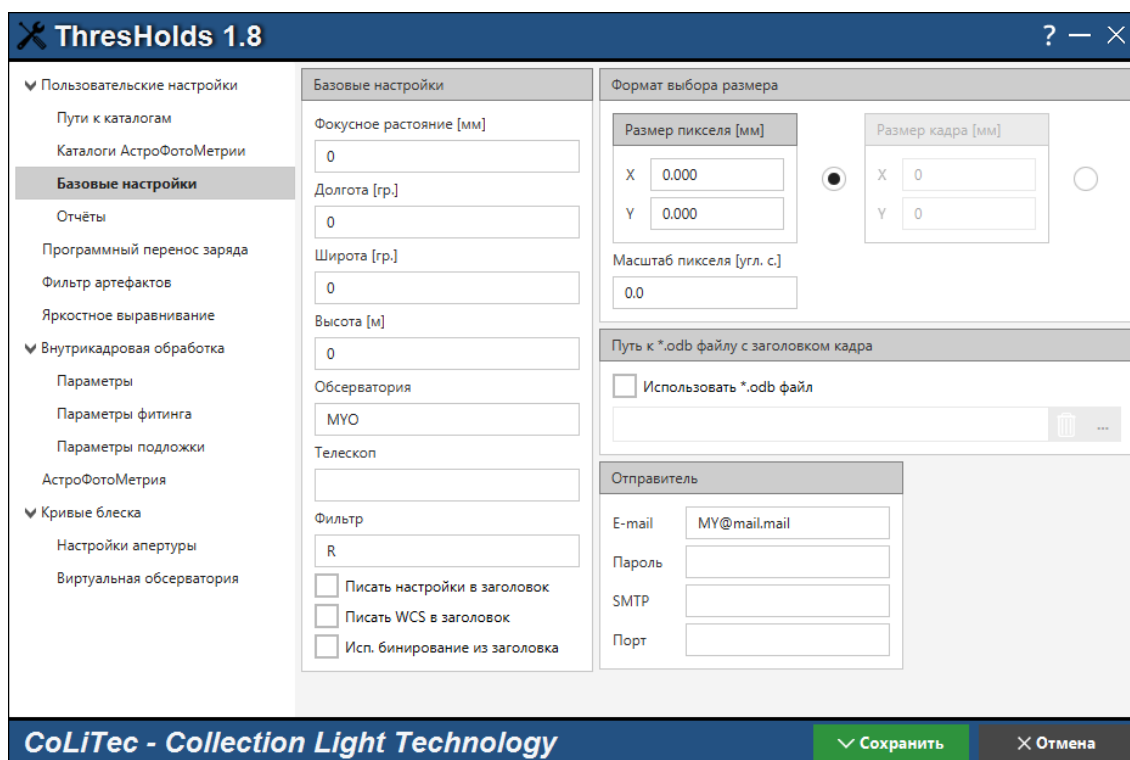 ThresHolds 1.8
? — ×
Пользовательские настройки
Пути к каталогам
Каталоги АстроФотоМетрии
Базовые настройки
Отчёты
Программный перенос заряда
Фильтр артефактов
Яркостное выравнивание
Внутрикадровая обработка
Параметры
Параметры фитинга
Параметры подложки
АстроФотоМетрия
Кривые блеска
Настройки апертуры
Виртуальная обсерватория
Базовые настройки
Фокусное растояние [мм]
0
Долгота [гр.]
0
Широта [гр.]
0
Высота [м]
0
Обсерватория
MYO
Телескоп
Фильтр
R
Писать настройки в заголовок
Писать WCS в заголовок
Исп. бинирование из заголовка
Формат выбора размера
Размер пикселя [мм]
X 0.000
Y 0.000
Размер кадра [мм]
X 0
Y 0
Масштаб пикселя [угл. с.]
0.0
Путь к *.odb файлу с заголовком кадра
Использовать *.odb файл
...
Отправитель
E-mail MY@mail.mail
Пароль
SMTP
Порт
CoLiTec - Collection Light Technology
Сохранить
Отмена